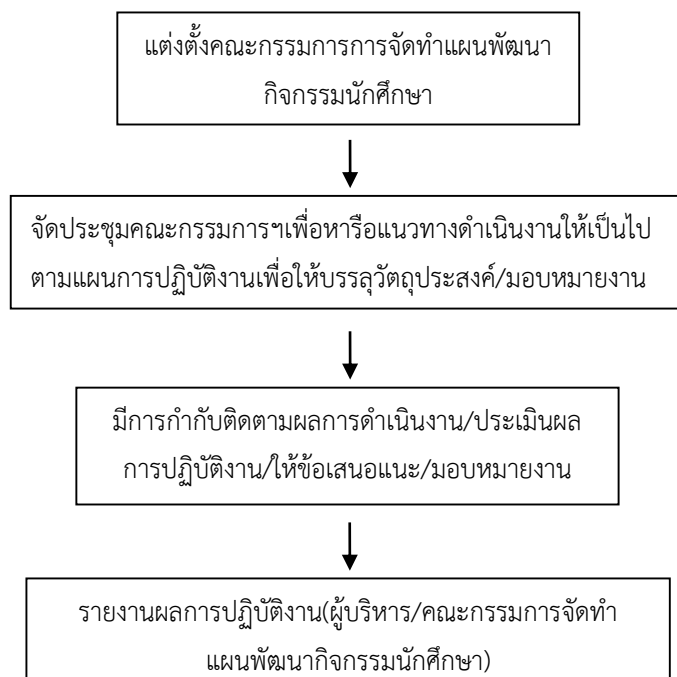 แต่งตั้งคณะกรรมการการจัดทำแผนพัฒนา
กิจกรรมนักศึกษา
จัดประชุมคณะกรรมการฯเพื่อหารือแนวทางดำเนินงานให้เป็นไป
ตามแผนการปฏิบัติงานเพื่อให้บรรลุวัตถุประสงค์/มอบหมายงาน
มีการกำกับติดตามผลการดำเนินงาน/ประเมินผล
การปฏิบัติงาน/ให้ข้อเสนอแนะ/มอบหมายงาน
รายงานผลการปฏิบัติงาน(ผู้บริหาร/คณะกรรมการจัดทำ
แผนพัฒนากิจกรรมนักศึกษา)